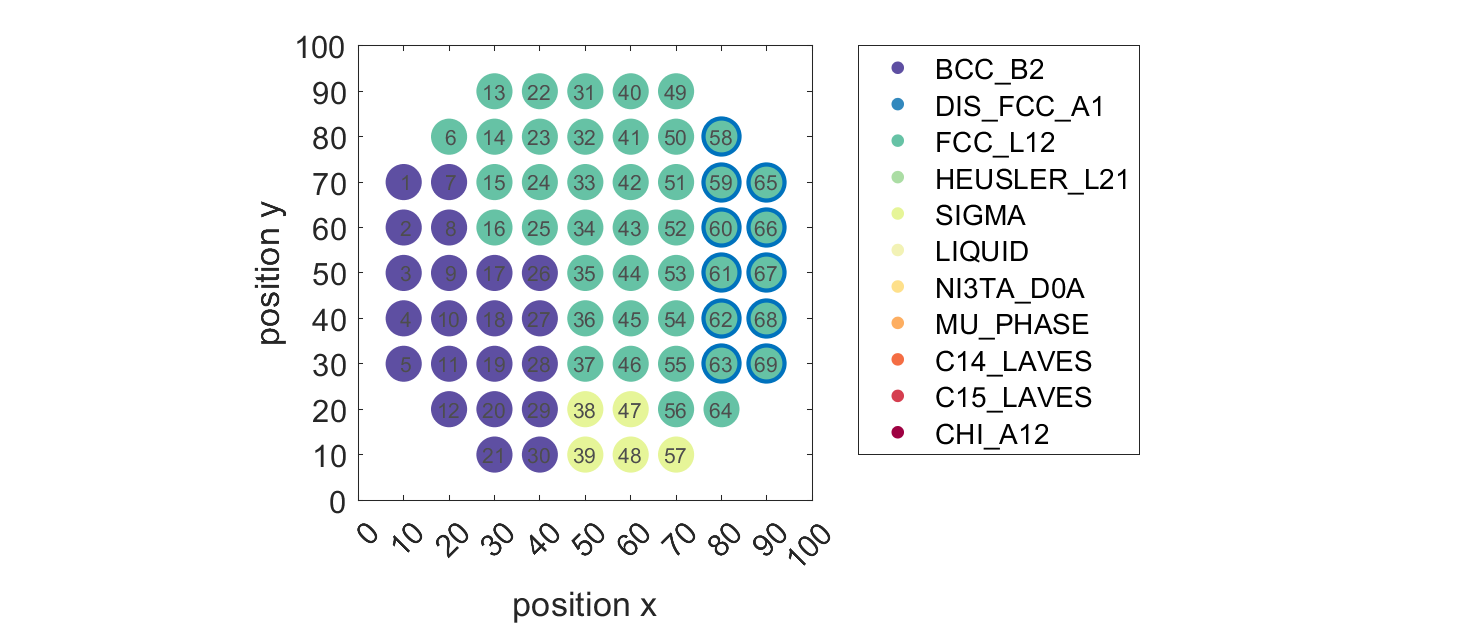 100
90
80
70
60
50
40
30
20
10
0
position y
13 22 31 40 49
6 14 23 32 41 50 58
1 7 15 24 33 42 51 59 65
2 8 16 25 34 43 52 60 66
3 9 17 26 35 44 53 61 67
4 10 18 27 36 45 54 62 68
5 11 19 28 37 46 55 63 69
12 20 29 38 47 56 64
21 30 39 48 57
0 10 20 30 40 50 60 70 80 90 100
position x
BCC_B2
DIS_FCC_A1
FCC_L12
HEUSLER_L21
SIGMA
LIQUID
NI3TA_D0A
MU_PHASE
C14_LAVES
C15_LAVES
CHI_A12